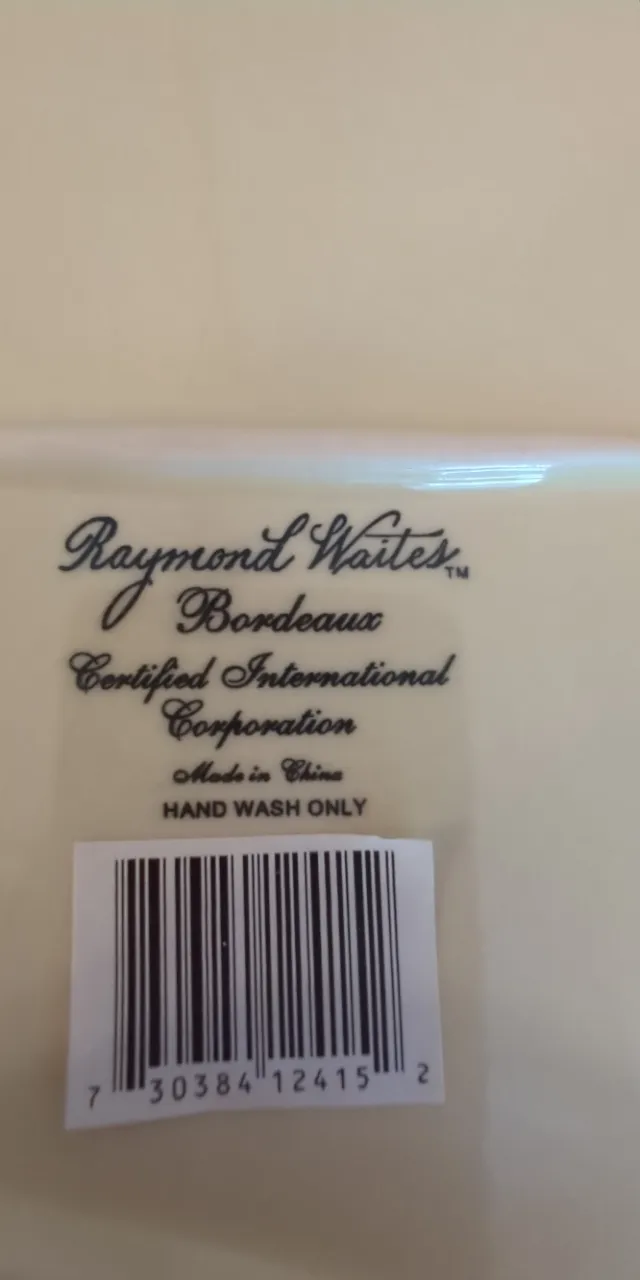 Raymond Waites™
Bordeaux
Certified International
Corporation
Made in China
HAND WASH ONLY
7 30384 12415 2